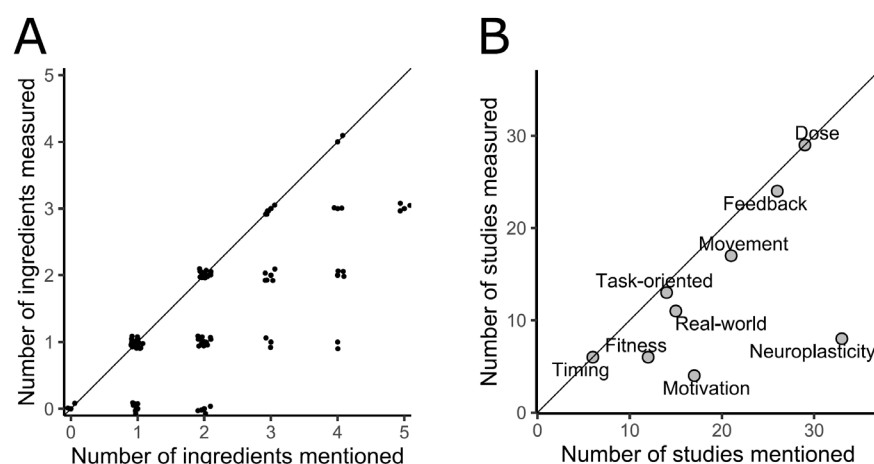 A
Number of ingredients measured
5
4
3
2
1
0
0 1 2 3 4 5
Number of ingredients mentioned
B
Number of studies measured
30
20
10
0
Dose
Feedback
Movement
Task-oriented
Real-world
Fitness
Neuroplasticity
Timing
Motivation
0 10 20 30
Number of studies mentioned